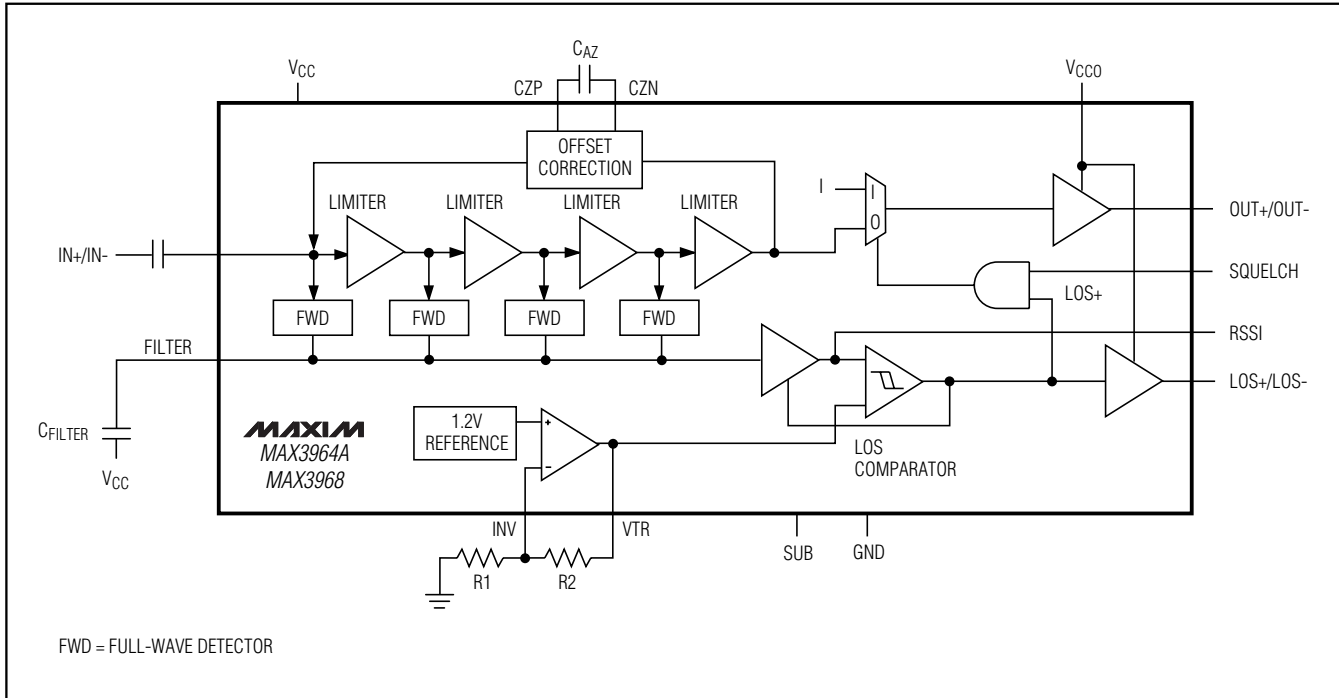 CAZ
VCC
CZP
CZN
VCCO
OFFSET
CORRECTION
LIMITER
LIMITER
LIMITER
LIMITER
I
I
O
OUT+/OUT-
IN+/IN-
SQUELCH
LOS+
FWD
FWD
FWD
FWD
RSSI
FILTER
LOS+/LOS-
CFILTER
VCC
MAXIM
MAX3964A
MAX3968
1.2V
REFERENCE
+
-
LOS
COMPARATOR
INV
VTR
SUB
GND
R1
R2
FWD = FULL-WAVE DETECTOR